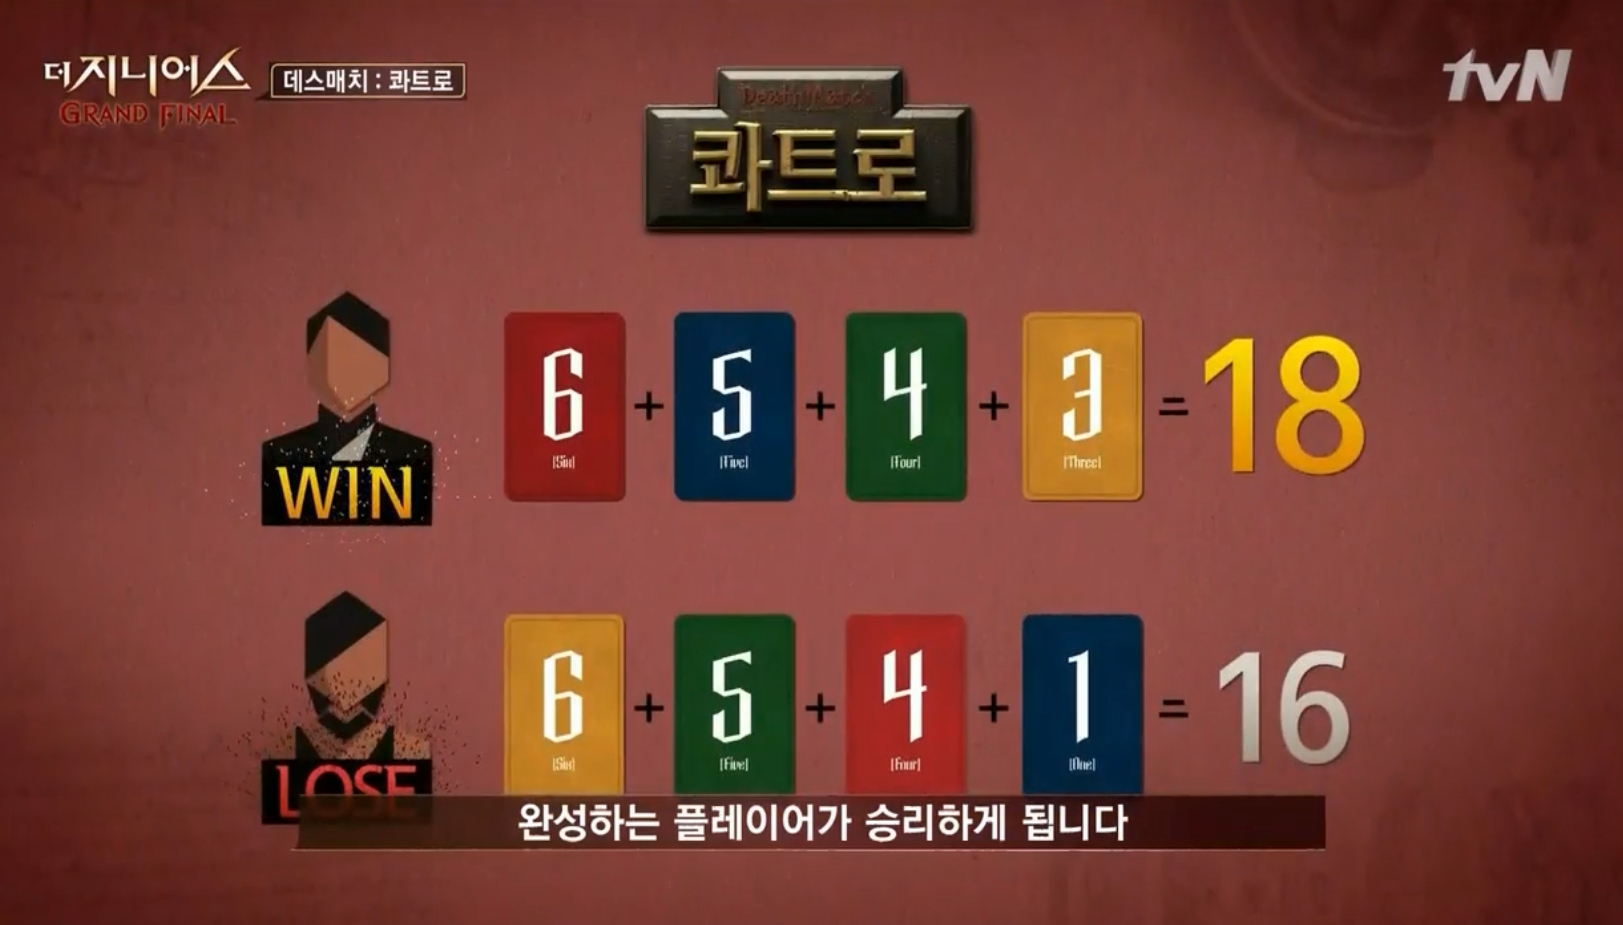 더 지니어스
GRAND FINAL
데스매치 : 콰트로
tvN
Death Match
콰트로
6 + 5 + 4 + 3 = 18
[Six] [Five] [Four] [Three]
WIN
6 + 5 + 4 + 1 = 16
[Six] [Five] [Four] [One]
LOSE
완성하는 플레이어가 승리하게 됩니다